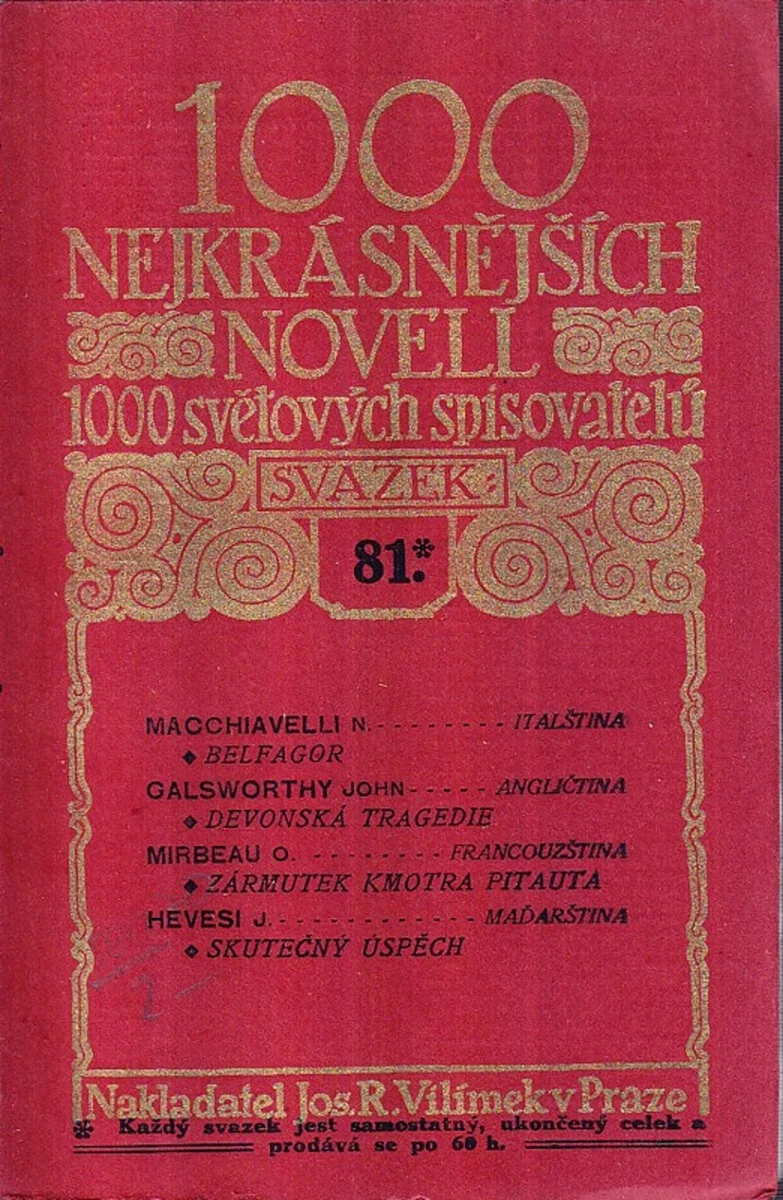 1000
NEJKRÁSNĚJŠÍCH
NOVELL
1000 světových spisovatelů
SVAZEK:
81.*
MACCHIAVELLI N. - - - - - - - - - ITALŠTINA
◆ BELFAGOR
GALSWORTHY JOHN - - - - - ANGLIČTINA
◆ DEVONSKÁ TRAGEDIE
MIRBEAU O. - - - - - - - - FRANCOUZŠTINA
◆ ZÁRMUTEK KMOTRA PITAUTA
HEVESI J. - - - - - - - - - - - - - MAĎARŠTINA
◆ SKUTEČNÝ ÚSPĚCH
2
Nakladatel Jos. R. Vilímek v Praze
* Každý svazek jest samostatný, ukončený celek a
prodává se po 60 h.